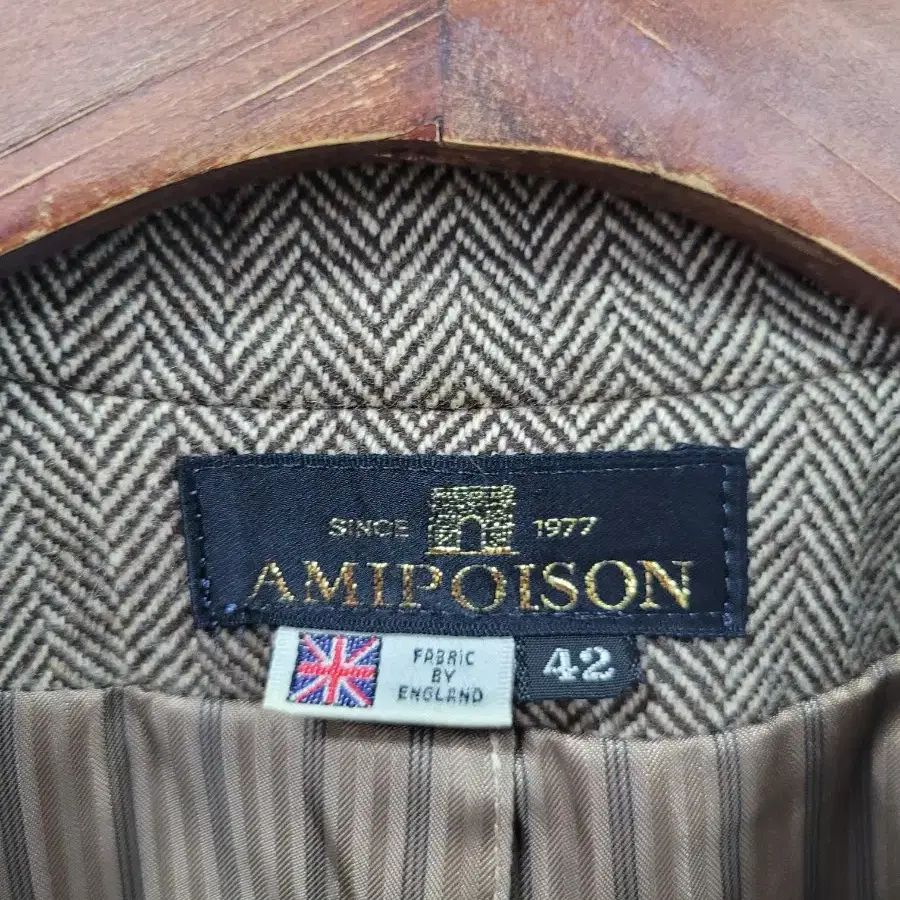 SINCE 1977
AMIPOISON
FABRIC
BY
ENGLAND
42